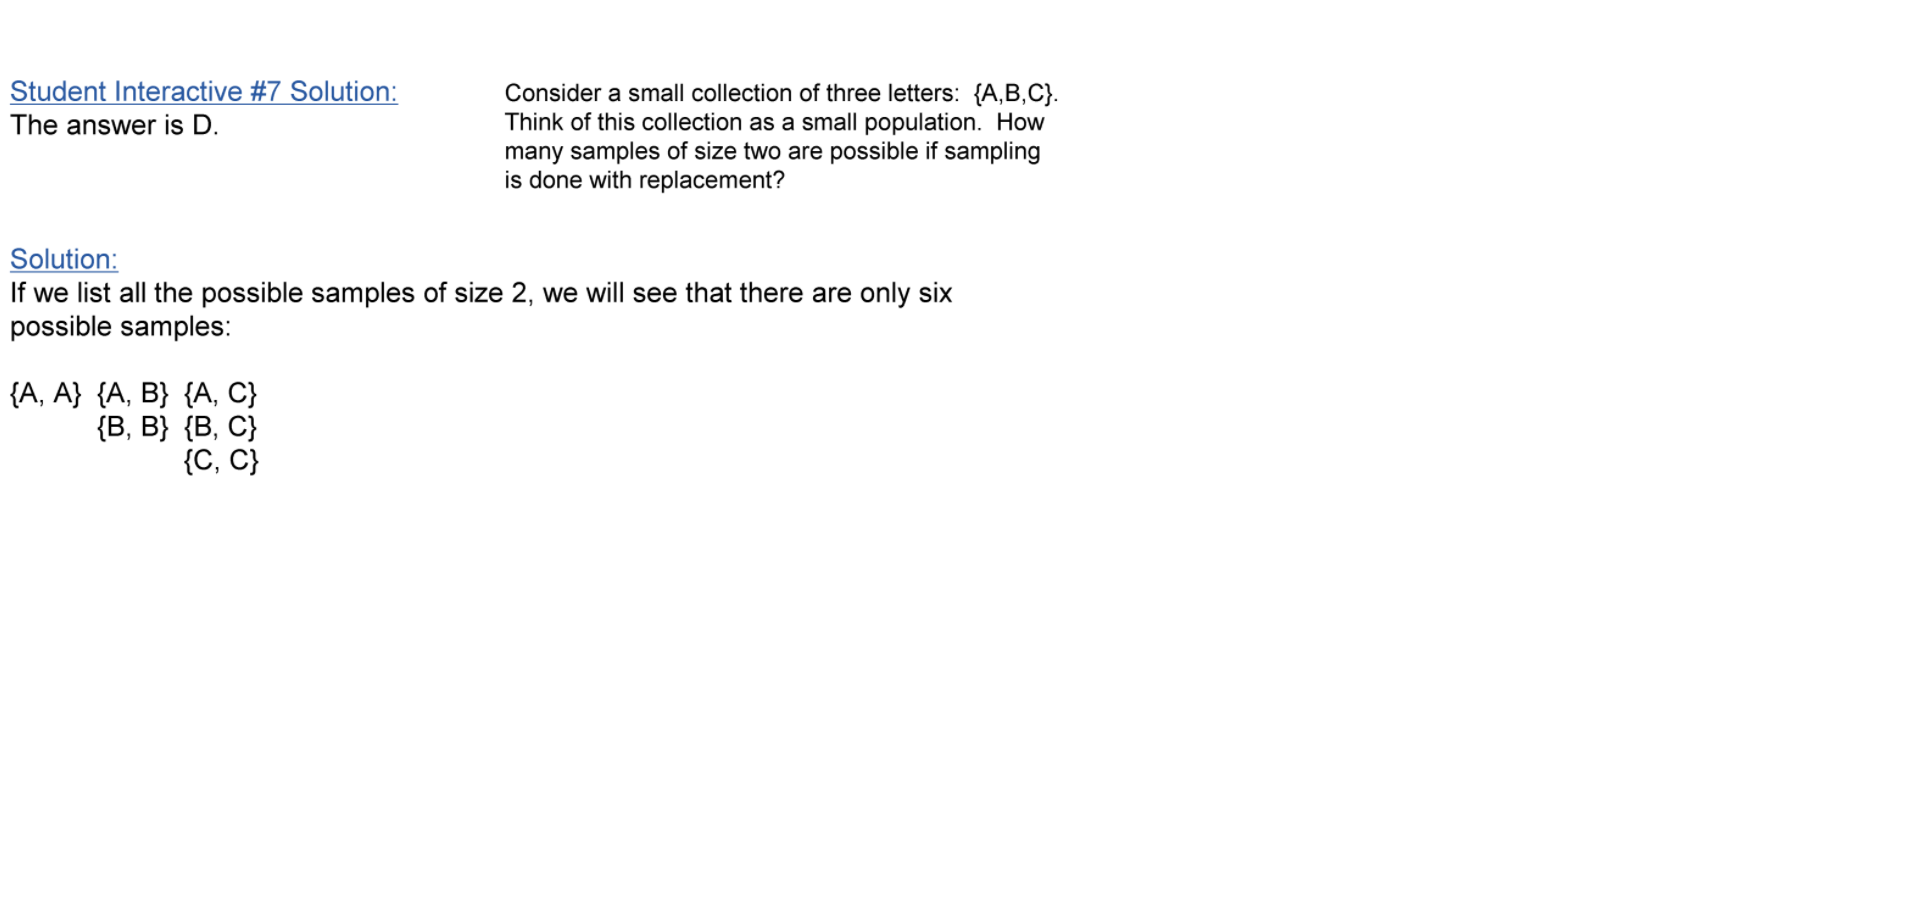 Student Interactive #7 Solution:
The answer is D.
Consider a small collection of three letters:  {A,B,C}.
Think of this collection as a small population.  How
many samples of size two are possible if sampling
is done with replacement?
Solution:
If we list all the possible samples of size 2, we will see that there are only six
possible samples:
{A, A}  {A, B}  {A, C}
{B, B}  {B, C}
{C, C}